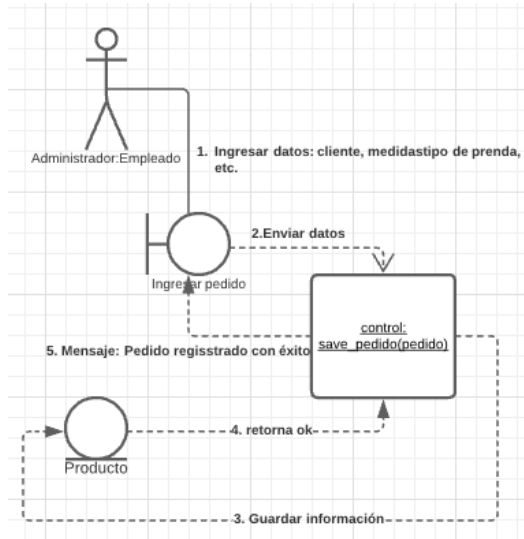 Administrador:Empleado
1. Ingresar datos: cliente, medidastipo de prenda,
etc.
2.Enviar datos
Ingresar pedido
control:
save_pedido(pedido)
5. Mensaje: Pedido regisstrado con éxito
4. retorna ok
Producto
3. Guardar información